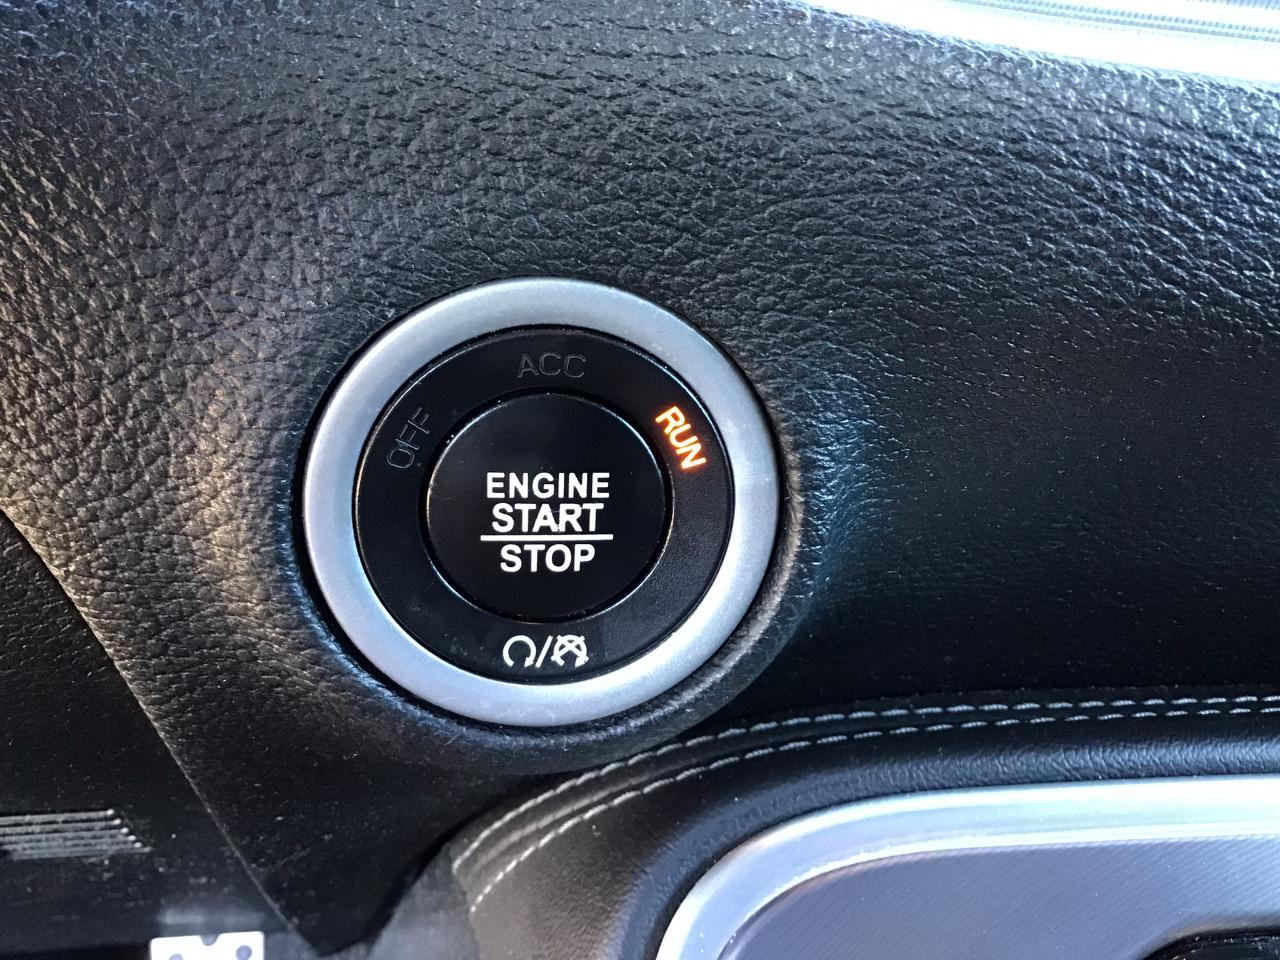 ACC
OFF
RUN
ENGINE
START
STOP